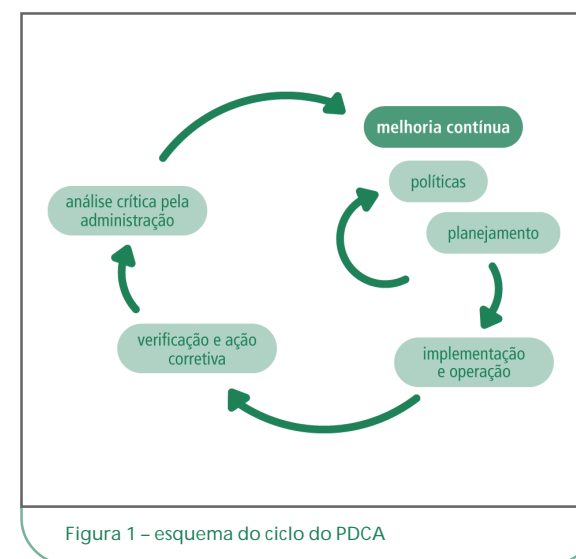 melhoria contínua
políticas
planejamento
implementação
e operação
verificação e ação
corretiva
análise crítica pela
administração
Figura 1 – esquema do ciclo do PDCA